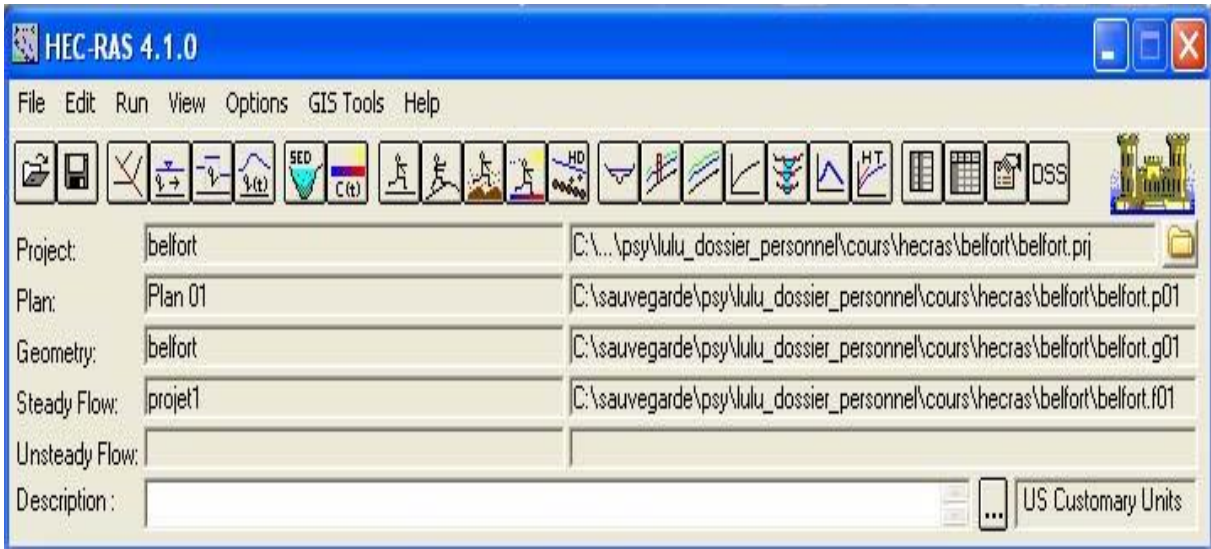 HEC-RAS 4.1.0
File Edit Run View Options GIS Tools Help
SED C(t) HD HT DSS
Project: belfort C:\...\psy\lulu_dossier_personnel\cours\hecras\belfort\belfort.prj
Plan: Plan 01 C:\sauvegarde\psy\lulu_dossier_personnel\cours\hecras\belfort\belfort.p01
Geometry: belfort C:\sauvegarde\psy\lulu_dossier_personnel\cours\hecras\belfort\belfort.g01
Steady Flow: projet1 C:\sauvegarde\psy\lulu_dossier_personnel\cours\hecras\belfort\belfort.f01
Unsteady Flow:
Description : ... US Customary Units